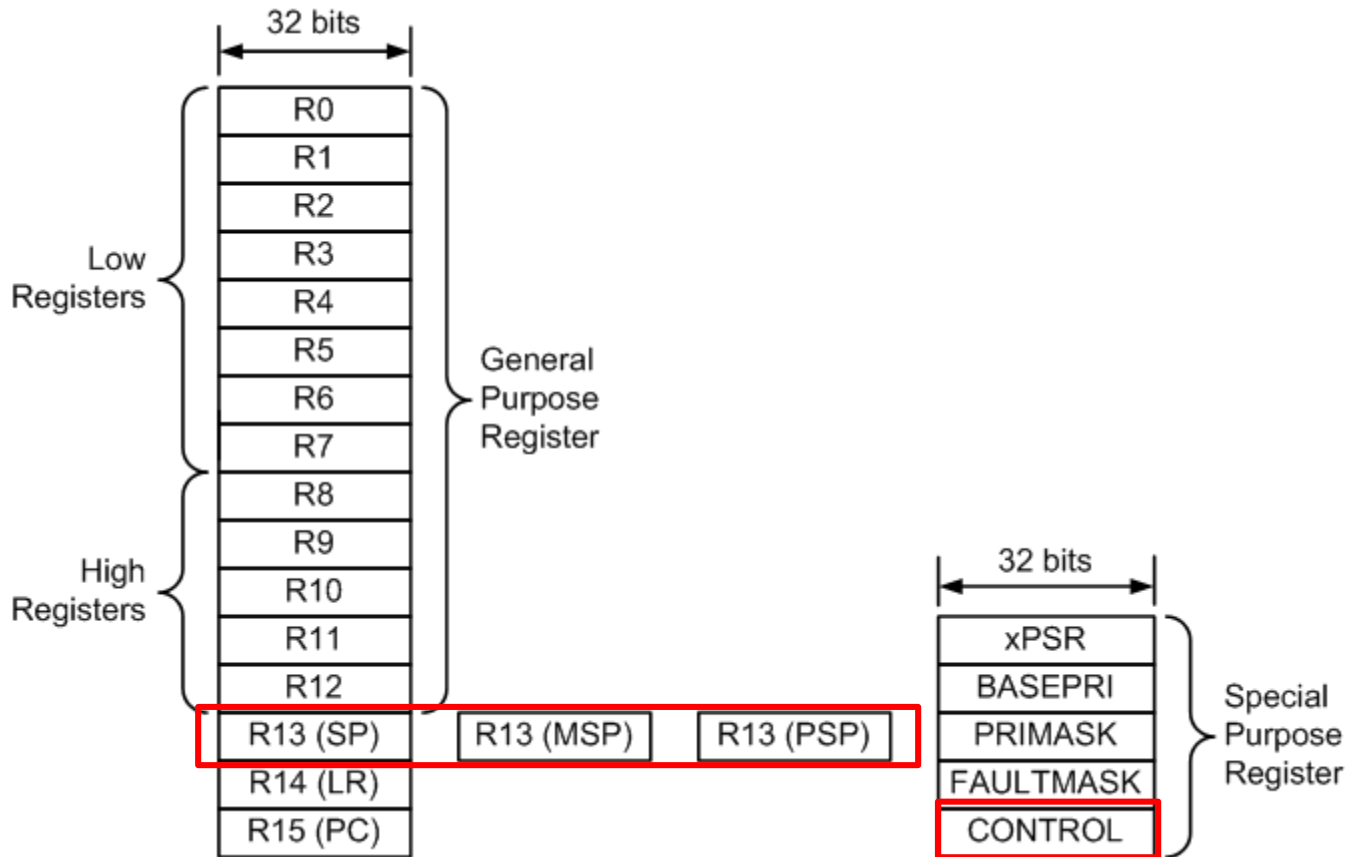 32 bits
R0
R1
R2
R3
R4
R5
R6
R7
R8
R9
R10
R11
R12
R13 (SP)
R14 (LR)
R15 (PC)
Low
Registers
High
Registers
General
Purpose
Register
R13 (MSP)
R13 (PSP)
32 bits
xPSR
BASEPRI
PRIMASK
FAULTMASK
CONTROL
Special
Purpose
Register